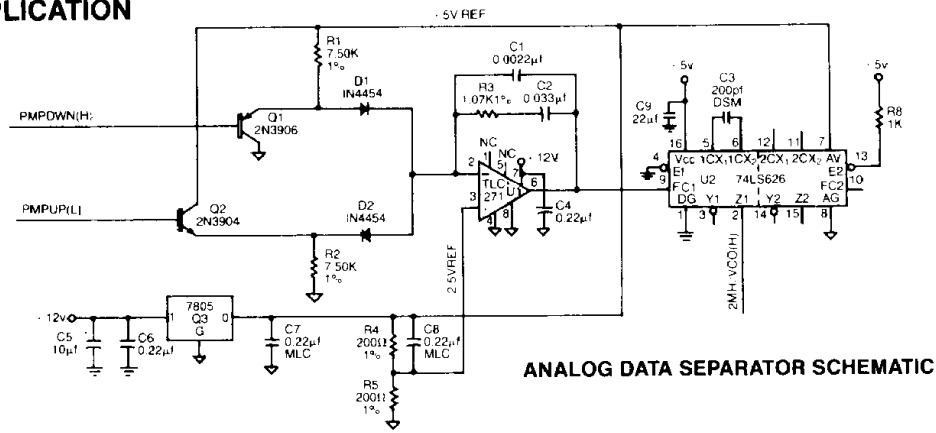 PLICATION
· 5V REF
R1
7.50K
1%
D1
IN4454
PMPDWN(H)
Q1
2N3906
PMPUP(L)
Q2
2N3904
D2
IN4454
R2
7.50K
1%
C1
0.0022µf
R3
1.07K1%
C2
0.033µf
NC
NC
1
5
· 12V
2
7
6
TLC
271
U1
3
4
8
C4
0.22µf
2.5VREF
· 5v
C9
22µf
C3
200pf
DSM
· 5v
R8
1K
16
5
6
12
11
7
4
Vcc
1CX1
1CX2
2CX1
2CX2
AV
13
E1
U2
74LS626
E2
9
FC1
FC2
10
DG
Y1
Z1
Y2
Z2
AG
1
3
2
14
15
8
2MHz VCO(H)
· 12v
1
7805
Q3
G
0
C5
10µf
C6
0.22µf
C7
0.22µf
MLC
R4
200Ω
1%
C8
0.22µf
MLC
R5
200Ω
1%
ANALOG DATA SEPARATOR SCHEMATIC